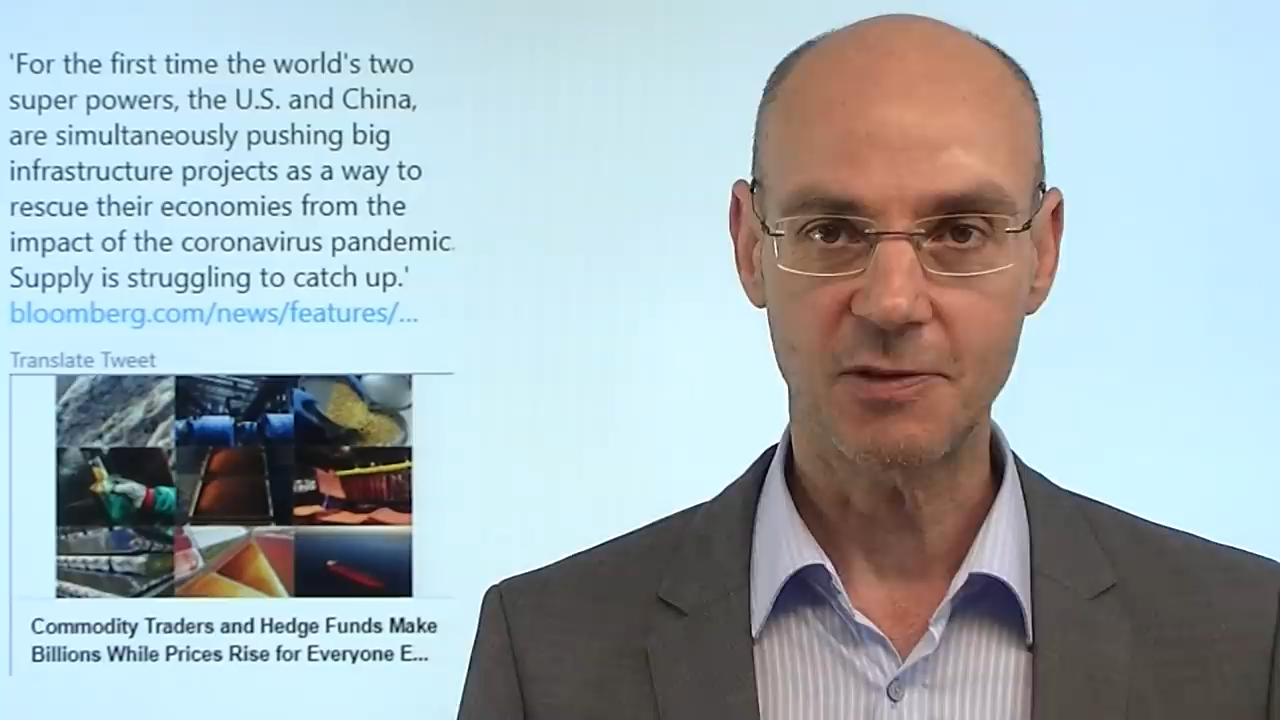 'For the first time the world's two
super powers, the U.S. and China,
are simultaneously pushing big
infrastructure projects as a way to
rescue their economies from the
impact of the coronavirus pandemic.
Supply is struggling to catch up.'
bloomberg.com/news/features/...
Translate Tweet
Commodity Traders and Hedge Funds Make
Billions While Prices Rise for Everyone E...